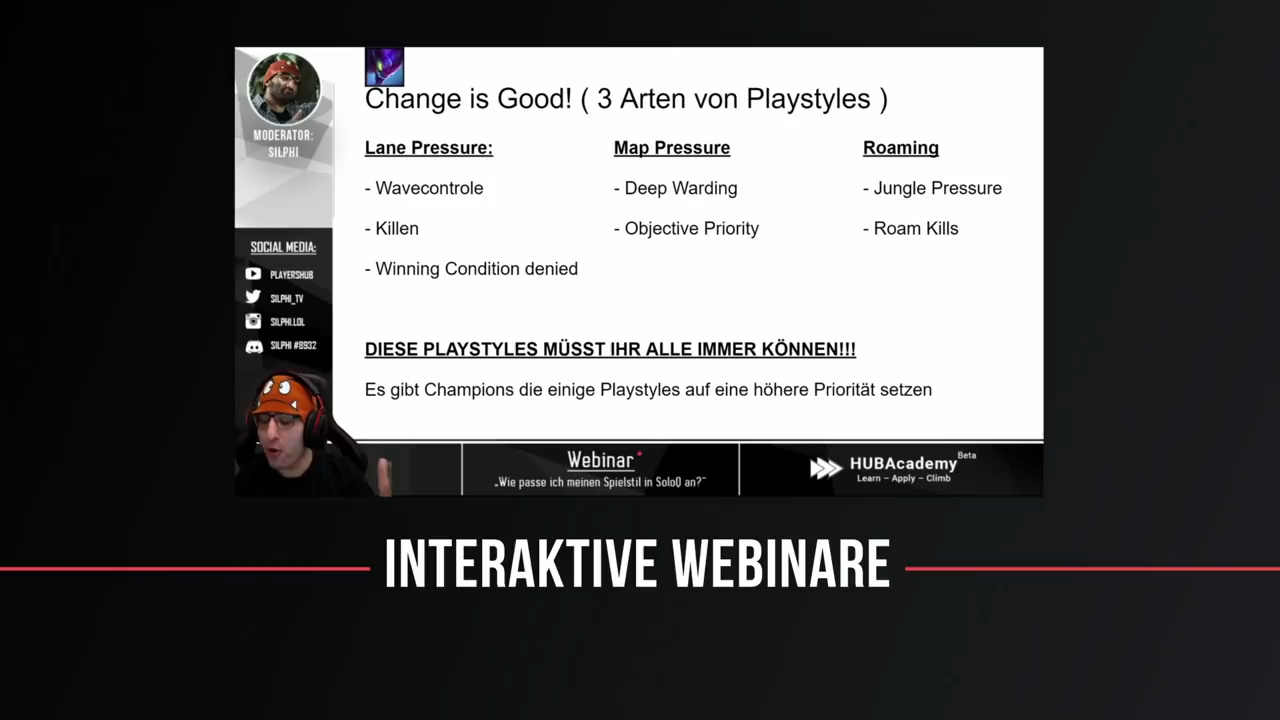 Change is Good! ( 3 Arten von Playstyles )
MODERATOR:
SILPHI
Lane Pressure:
- Wavecontrole
- Killen
- Winning Condition denied
Map Pressure
- Deep Warding
- Objective Priority
Roaming
- Jungle Pressure
- Roam Kills
SOCIAL MEDIA:
PLAYERSHUB
SILPHI_TV
SILPHI.LOL
SILPHI #8932
DIESE PLAYSTYLES MÜSST IHR ALLE IMMER KÖNNEN!!!
Es gibt Champions die einige Playstyles auf eine höhere Priorität setzen
Webinar
„Wie passe ich meinen Spielstil in SoloQ an?“
HUBAcademy Beta
Learn – Apply – Climb
INTERAKTIVE WEBINARE